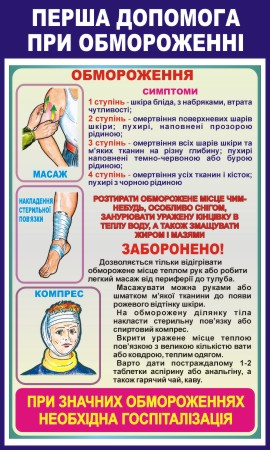 ПЕРША ДОПОМОГА
ПРИ ОБМОРОЖЕННІ
ОБМОРОЖЕННЯ
СИМПТОМИ
1 ступінь - шкіра бліда, з набряками, втрата
чутливості;
2 ступінь - омертвіння поверхневих шарів
шкіри; пухирі, наповнені прозорою
рідиною;
3 ступінь - омертвіння всіх шарів шкіри та
м'яких тканин на різну глибину; пухирі
наповнені темно-червоною або бурою
рідиною;
4 ступінь - омертвіння усіх тканин і кісток;
пухирі з чорною рідиною
МАСАЖ
РОЗТИРАТИ ОБМОРОЖЕНЕ МІСЦЕ ЧИМ-
НЕБУДЬ, ОСОБЛИВО СНІГОМ,
ЗАНУРЮВАТИ УРАЖЕНУ КІНЦІВКУ В
ТЕПЛУ ВОДУ, А ТАКОЖ ЗМАЩУВАТИ
ЖИРОМ І МАЗЯМИ
ЗАБОРОНЕНО!
НАКЛАДЕННЯ
СТЕРИЛЬНОЇ
ПОВ'ЯЗКИ
Дозволяється тільки відігрівати
обморожене місце теплом рук або робити
легкий масаж від периферії до тулуба.
Масажувати можна руками або
шматком м'якої тканини до появи
рожевого відтінку шкіри.
На обморожену ділянку тіла
накласти стерильну пов'язку або
спиртовий компрес.
Вкрити уражене місце теплою
пов'язкою з великою кількістю вати
або ковдрою, теплим одягом.
Варто дати постраждалому 1-2
таблетки аспірину або анальгіну, а
також гарячий чай, каву.
КОМПРЕС
ПРИ ЗНАЧНИХ ОБМОРОЖЕННЯХ
НЕОБХІДНА ГОСПІТАЛІЗАЦІЯ